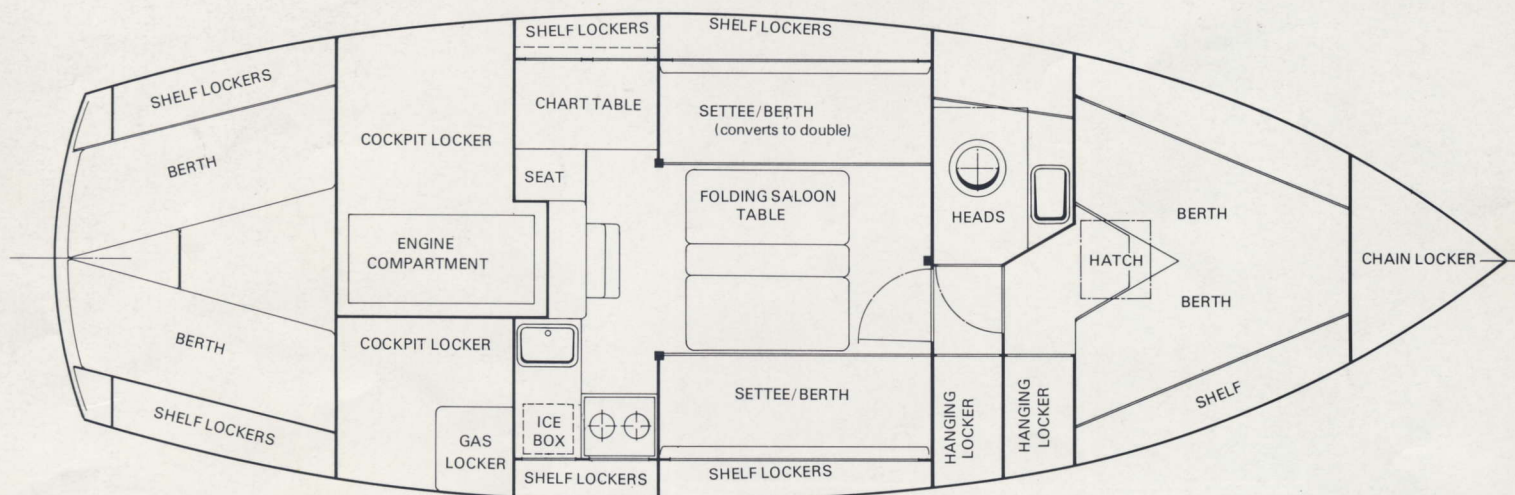 SHELF LOCKERS
BERTH
BERTH
SHELF LOCKERS
COCKPIT LOCKER
ENGINE
COMPARTMENT
COCKPIT LOCKER
GAS
LOCKER
SHELF LOCKERS
CHART TABLE
SEAT
ICE
BOX
SHELF LOCKERS
SHELF LOCKERS
SETTEE/BERTH
(converts to double)
FOLDING SALOON
TABLE
SETTEE/BERTH
SHELF LOCKERS
HEADS
HANGING
LOCKER
HANGING
LOCKER
BERTH
HATCH
BERTH
SHELF
CHAIN LOCKER